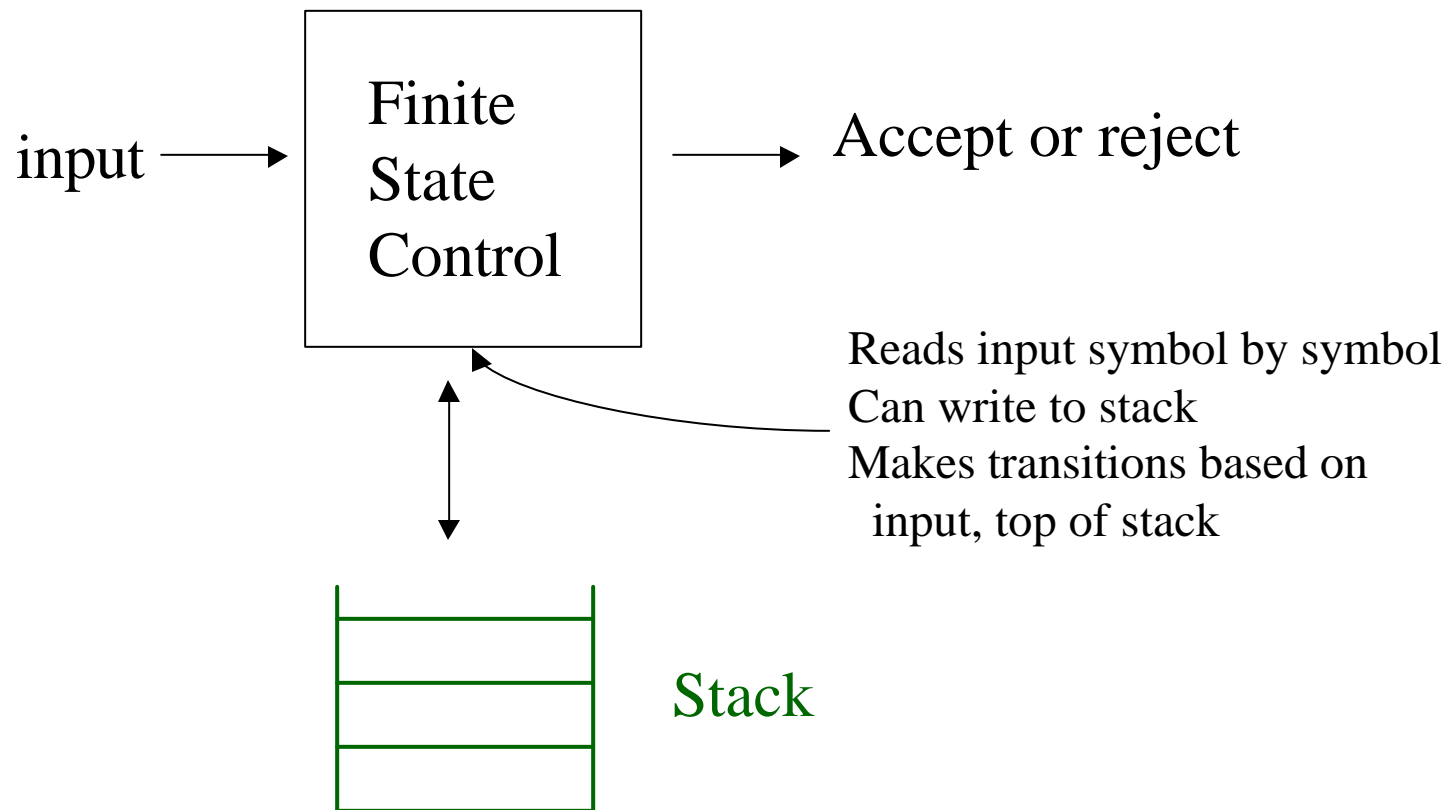 input
Finite
State
Control
Accept or reject
Reads input symbol by symbol
Can write to stack
Makes transitions based on
input, top of stack
Stack